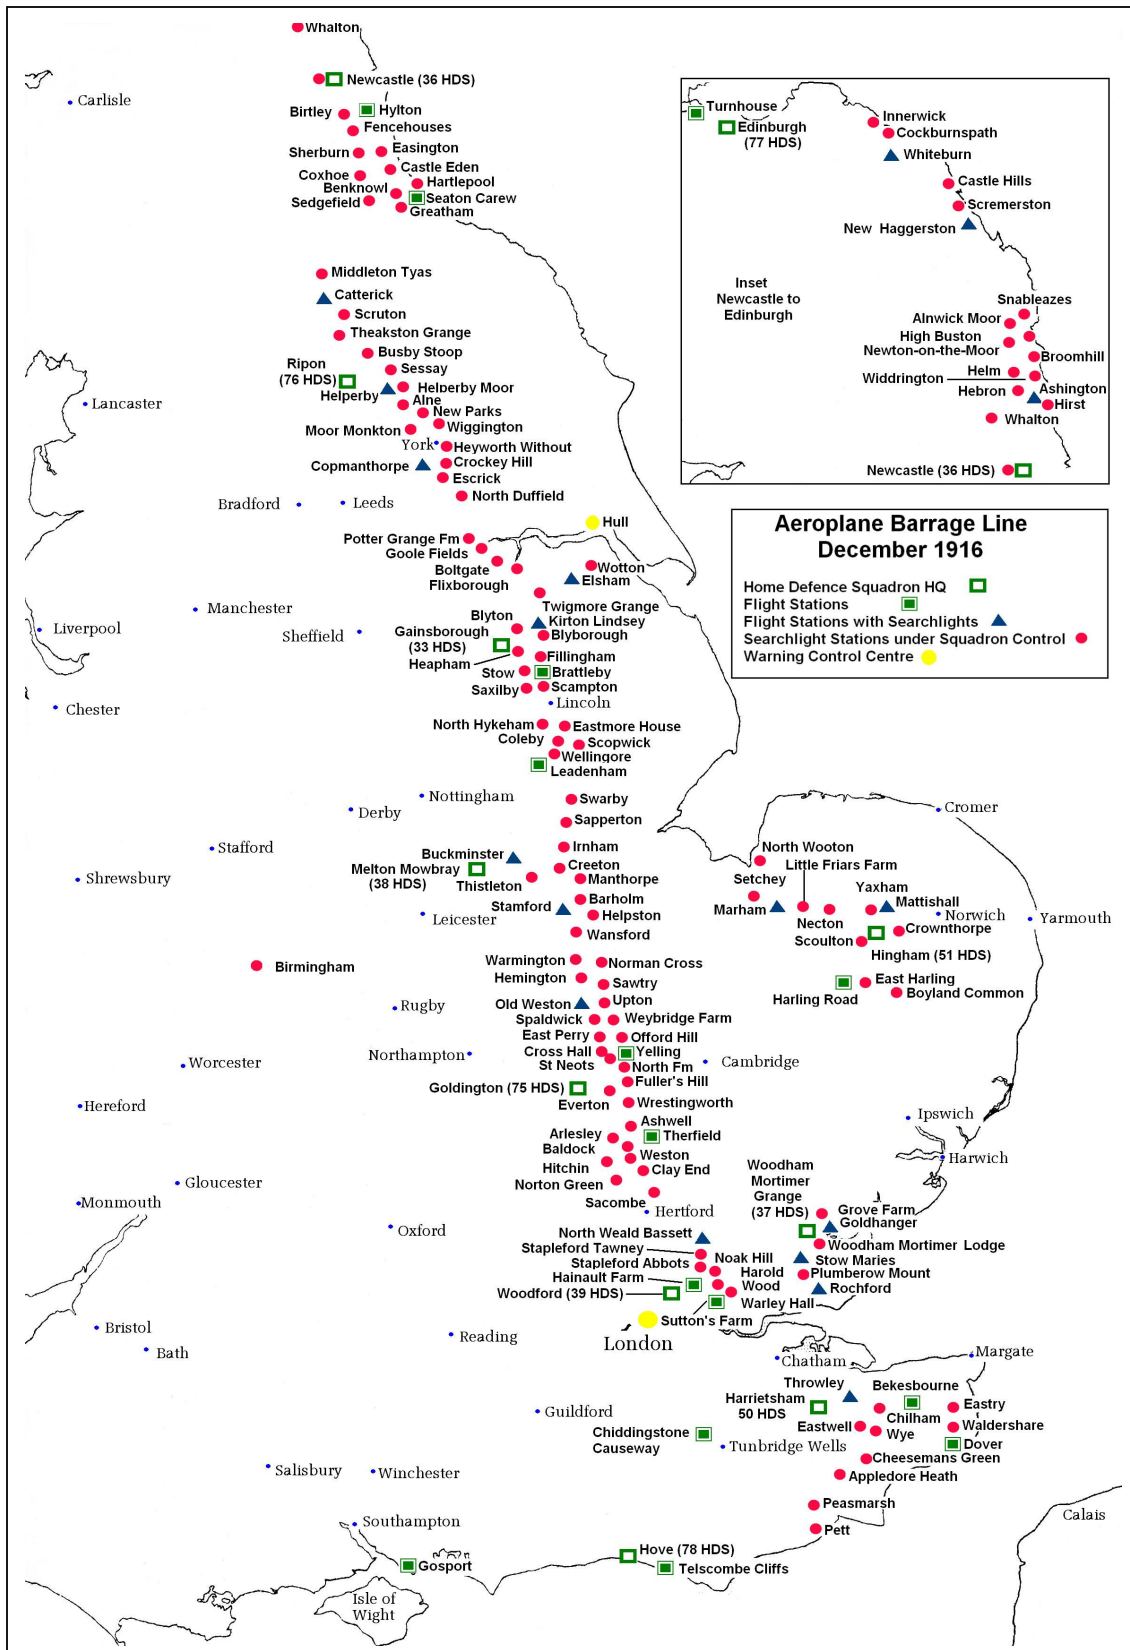 Whalton
Newcastle (36 HDS)
Carlisle
Hylton
Birtley
Fencehouses
Easington
Sherburn
Castle Eden
Coxhoe
Hartlepool
Benknowl
Seaton Carew
Sedgefield
Greatham
Turnhouse
Edinburgh
(77 HDS)
Innerwick
Cockburnspath
Whiteburn
Castle Hills
Scremerston
New Haggerston
Inset
Newcastle to
Edinburgh
Snableazes
Alnwick Moor
High Buston
Newton-on-the-Moor
Broomhill
Helm
Widdrington
Ashington
Hebron
Hirst
Whalton
Newcastle (36 HDS)
Middleton Tyas
Catterick
Scruton
Theakston Grange
Busby Stoop
Ripon
(76 HDS)
Sessay
Helperby Moor
Helperby
Alne
Lancaster
New Parks
Wiggington
Moor Monkton
York
Heyworth Without
Copmanthorpe
Crockey Hill
Escrick
North Duffield
Bradford
Leeds
Aeroplane Barrage Line
December 1916
Home Defence Squadron HQ
Flight Stations
Flight Stations with Searchlights
Searchlight Stations under Squadron Control
Warning Control Centre
Hull
Potter Grange Fm
Goole Fields
Boltgate
Flixborough
Wotton
Elsham
Manchester
Liverpool
Sheffield
Twigmore Grange
Blyton
Kirton Lindsey
Gainsborough
(33 HDS)
Blyborough
Heapham
Fillingham
Stow
Brattleby
Saxilby
Scampton
Lincoln
Chester
North Hykeham
Eastmore House
Coleby
Scopwick
Wellingore
Leadenham
Nottingham
Derby
Swarby
Sapperton
Cromer
Stafford
Irnham
Buckminster
Creeton
Melton Mowbray
(38 HDS)
Thistleton
Manthorpe
Shrewsbury
Stamford
Barholm
Leicester
Helpston
Wansford
North Wooton
Little Friars Farm
Setchey
Yaxham
Marham
Mattishall
Necton
Norwich
Yarmouth
Scoulton
Crownthorpe
Hingham (51 HDS)
East Harling
Harling Road
Boyland Common
Birmingham
Warmington
Norman Cross
Hemington
Sawtry
Rugby
Old Weston
Upton
Spaldwick
Weybridge Farm
East Perry
Offord Hill
Northampton
Cross Hall
Yelling
St Neots
North Fm
Cambridge
Worcester
Goldington (75 HDS)
Fuller's Hill
Everton
Wrestingworth
Hereford
Ipswich
Ashwell
Arlesley
Therfield
Baldock
Weston
Hitchin
Clay End
Norton Green
Sacombe
Harwich
Gloucester
Monmouth
Hertford
Oxford
Woodham
Mortimer
Grange
(37 HDS)
Grove Farm
Goldhanger
Woodham Mortimer Lodge
Stow Maries
Plumberow Mount
Rochford
North Weald Bassett
Stapleford Tawney
Stapleford Abbots
Noak Hill
Hainault Farm
Harold
Wood
Woodford (39 HDS)
Warley Hall
Sutton's Farm
London
Bristol
Bath
Reading
Chatham
Margate
Throwley
Bekesbourne
Harrietsham
50 HDS
Eastry
Chilham
Eastwell
Wye
Waldershare
Guildford
Chiddingstone
Causeway
Dover
Tunbridge Wells
Cheesemans Green
Appledore Heath
Salisbury
Winchester
Peasmarsh
Calais
Southampton
Pett
Gosport
Hove (78 HDS)
Telscombe Cliffs
Isle of
Wight